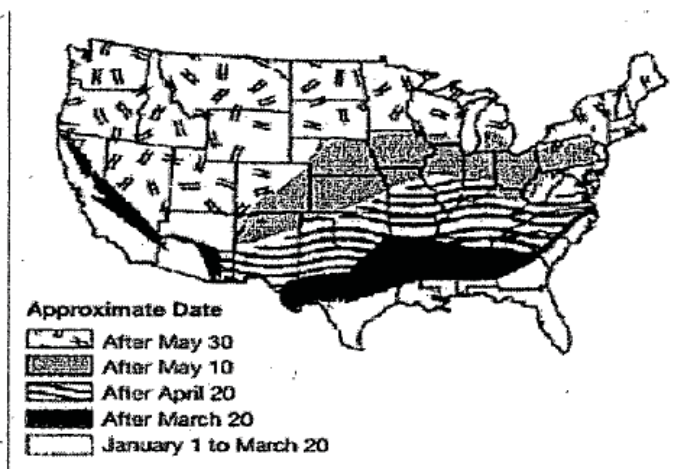 Approximate Date
After May 30
After May 10
After April 20
After March 20
January 1 to March 20